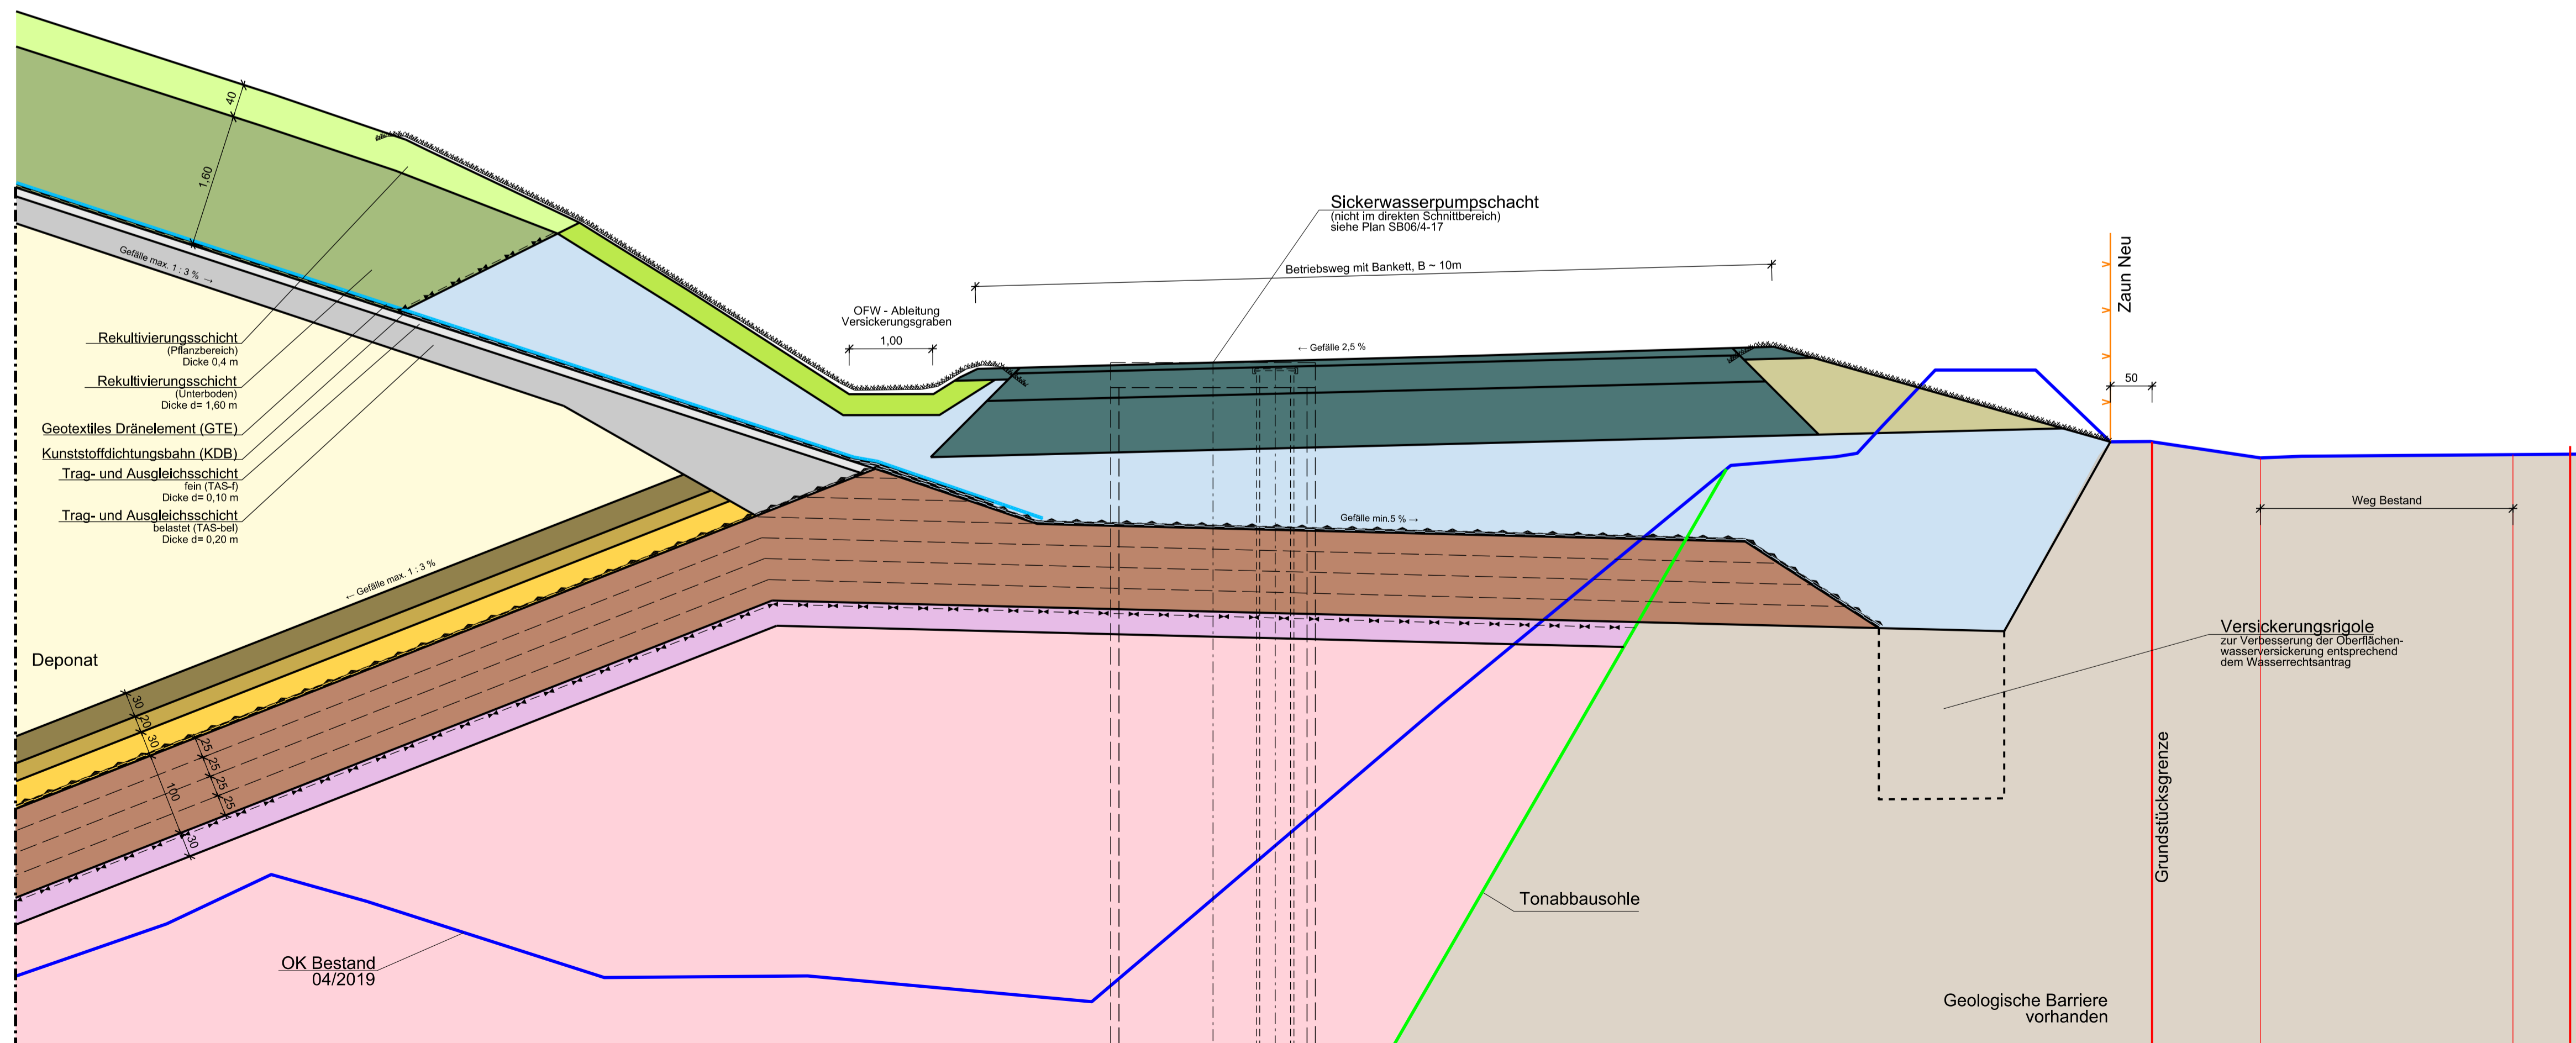 40
1,60
Gefälle max. 1 : 3 % →
Rekultivierungsschicht
(Pflanzbereich)
Dicke 0,4 m
Rekultivierungsschicht
(Unterboden)
Dicke d= 1,60 m
Geotextiles Dränelement (GTE)
Kunststoffdichtungsbahn (KDB)
Trag- und Ausgleichsschicht
fein (TAS-f)
Dicke d= 0,10 m
Trag- und Ausgleichsschicht
belastet (TAS-bel)
Dicke d= 0,20 m
← Gefälle max. 1 : 3 %
Deponat
30
20
30
100
30
25
25
25
25
OK Bestand
04/2019
OFW - Ableitung
Versickerungsgraben
1,00
Sickerwasserpumpschacht
(nicht im direkten Schnittbereich)
siehe Plan SB06/4-17
Betriebsweg mit Bankett, B ~ 10m
← Gefälle 2,5 %
Gefälle min.5 % →
Tonabbausohle
Zaun Neu
50
Weg Bestand
Versickerungsrigole
zur Verbesserung der Oberflächen-
wasserversickerung entsprechend
dem Wasserrechtsantrag
Grundstücksgrenze
Geologische Barriere
vorhanden